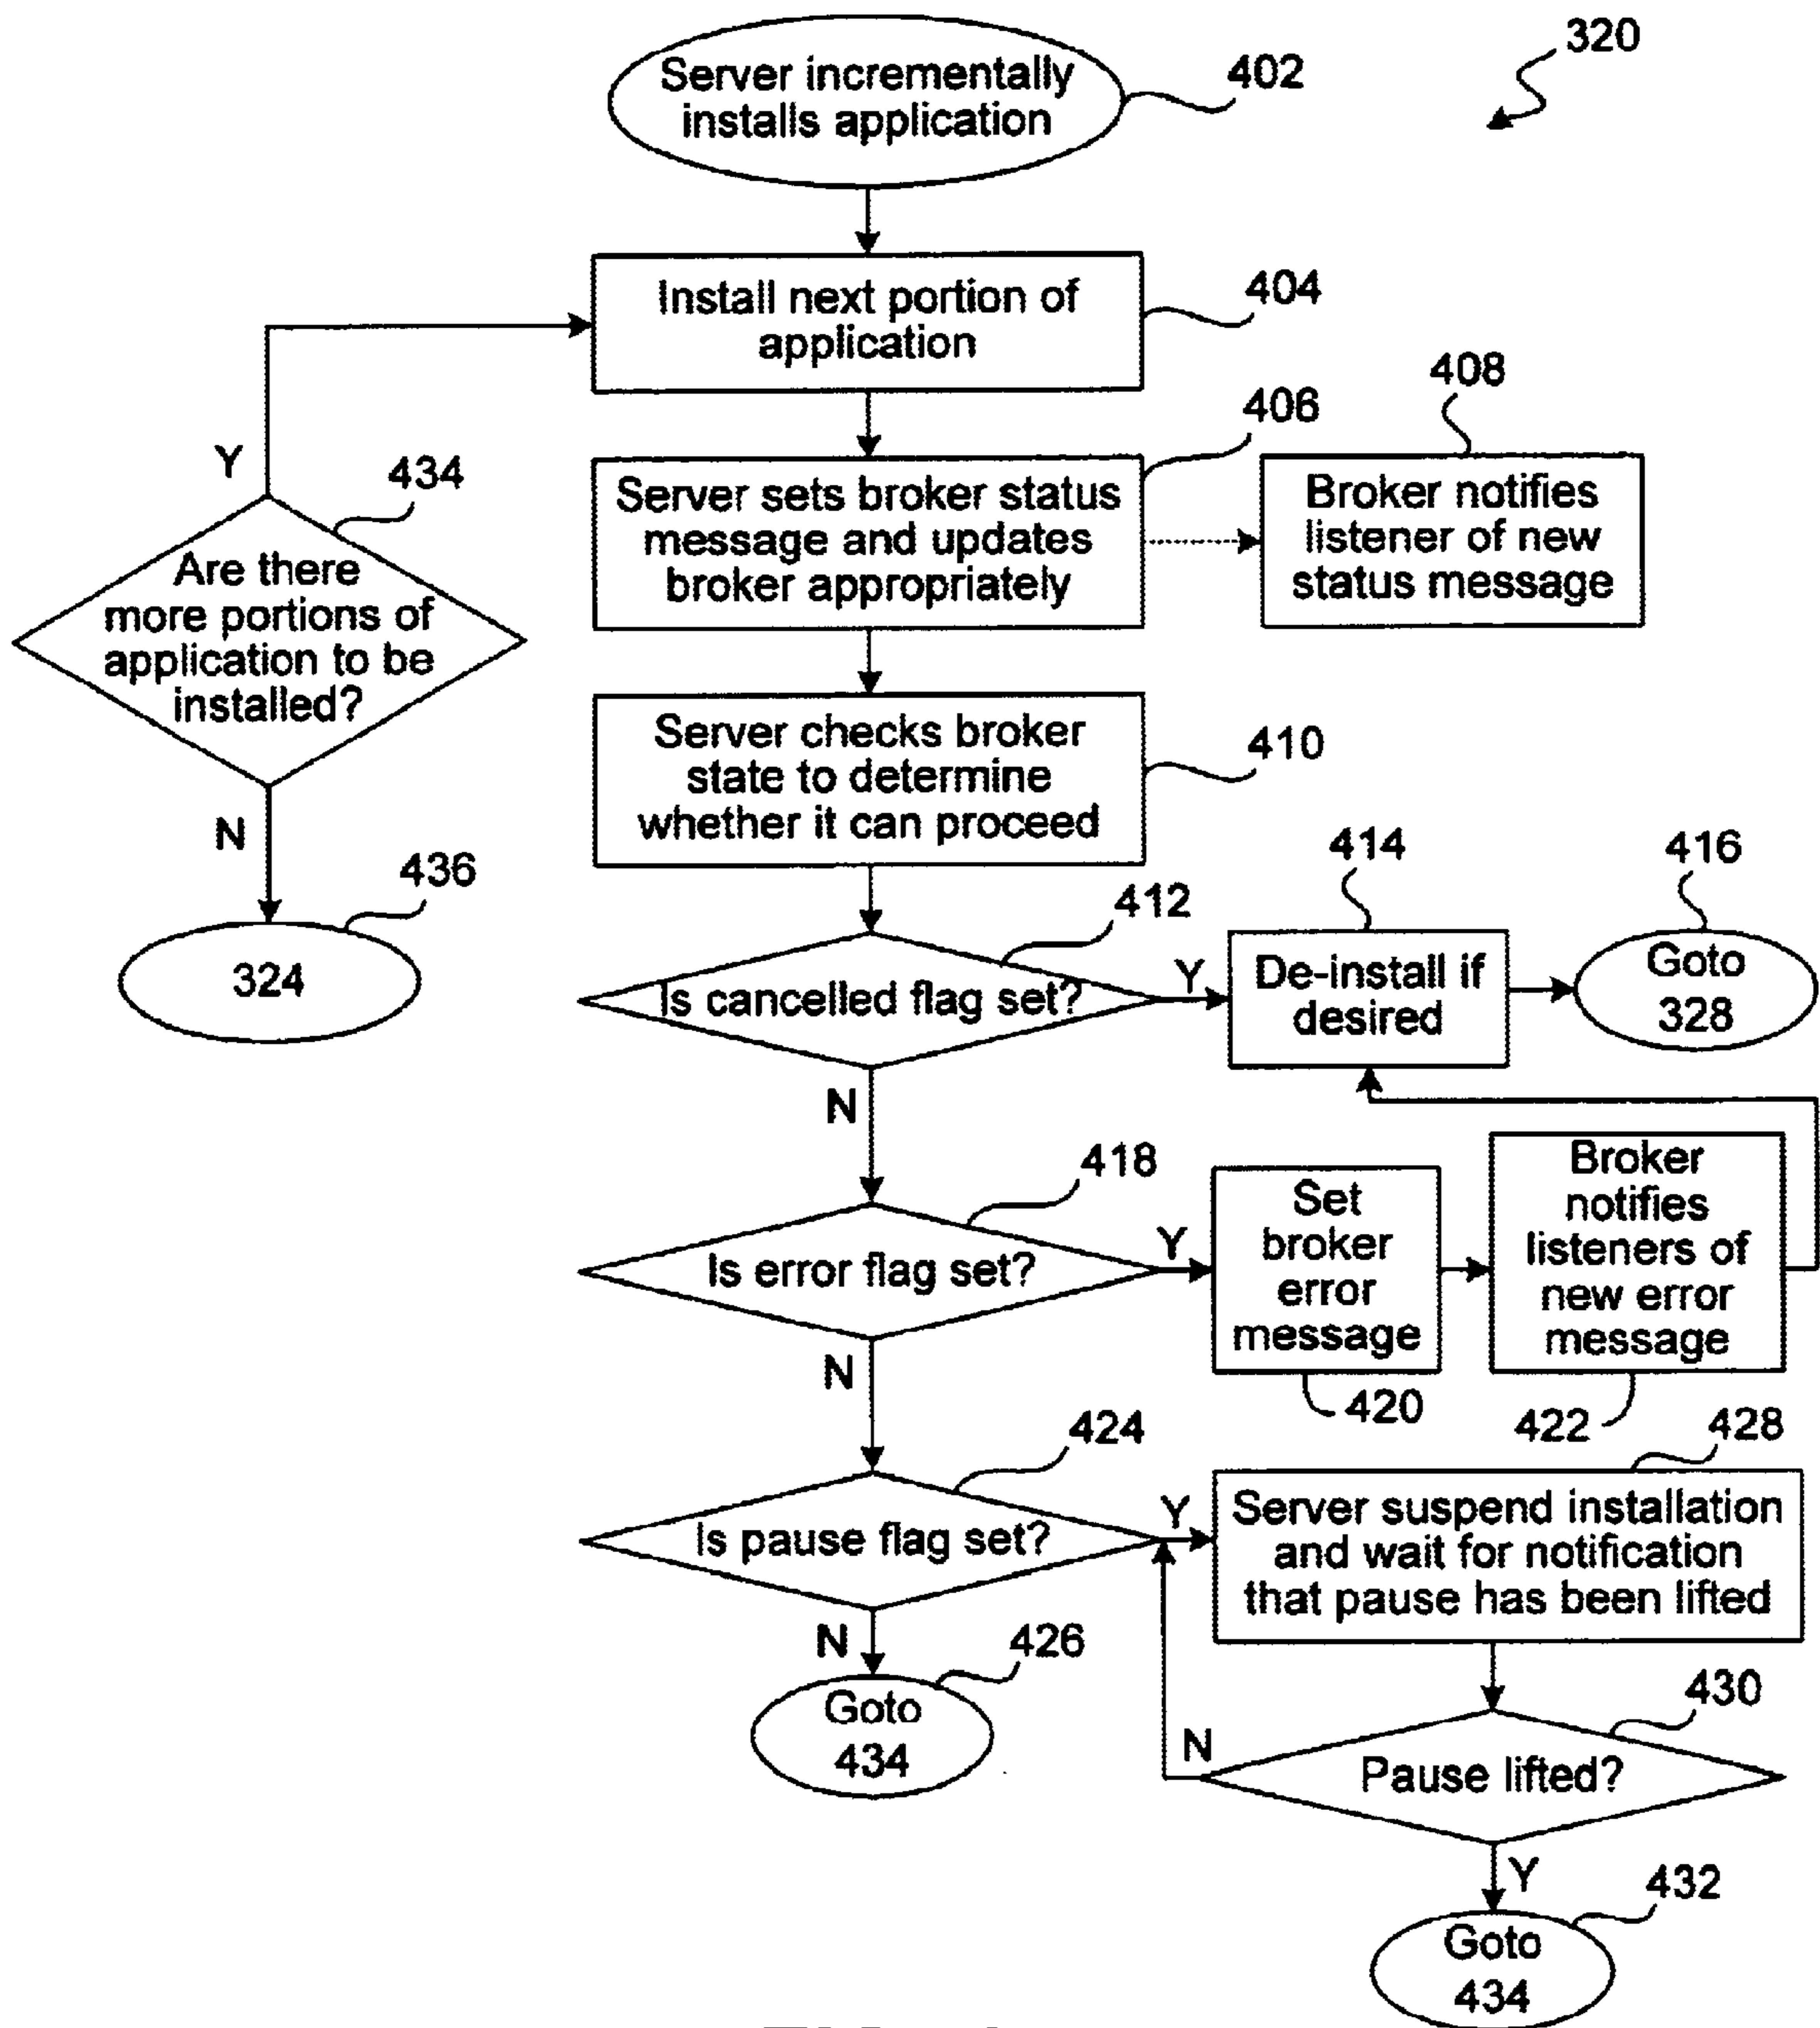 320
Server incrementally
installs application
402
Install next portion of
application
404
406
Server sets broker status
message and updates
broker appropriately
408
Broker notifies
listener of new
status message
Y
434
Are there
more portions of
application to be
installed?
N
436
324
Server checks broker
state to determine
whether it can proceed
410
412
Is cancelled flag set?
Y
414
De-install if
desired
416
Goto
328
N
418
Is error flag set?
Y
Set
broker
error
message
420
Broker
notifies
listeners of
new error
message
422
N
424
Is pause flag set?
Y
428
Server suspend installation
and wait for notification
that pause has been lifted
N
426
Goto
434
430
Pause lifted?
N
Y
432
Goto
434